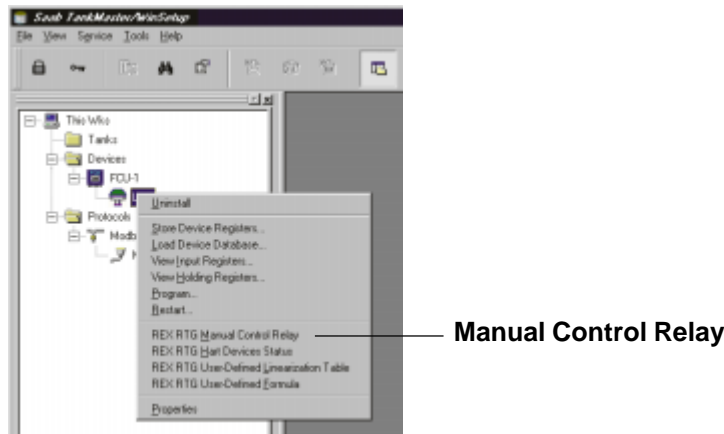 Saab TankMaster/WinSetup
File View Service Tools Help
This Wks
Tanks
Devices
FCU-1
Protocols
Modb
Uninstall
Store Device Registers...
Load Device Database...
View Input Registers...
View Holding Registers...
Program...
Restart...
REX RTG Manual Control Relay
REX RTG Hart Devices Status
REX RTG User-Defined Linearization Table
REX RTG User-Defined Formula
Properties
Manual Control Relay